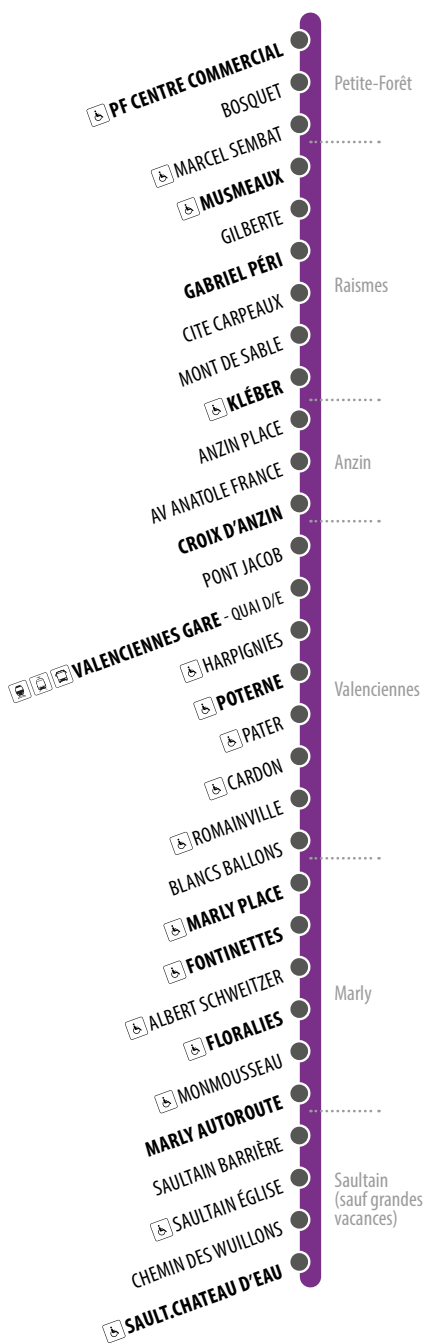 PF CENTRE COMMERCIAL
BOSQUET
Petite-Forêt
MARCEL SEMBAT
MUSMEAUX
GILBERTE
GABRIEL PÉRI
Raismes
CITE CARPEAUX
MONT DE SABLE
KLÉBER
ANZIN PLACE
Anzin
AV ANATOLE FRANCE
CROIX D'ANZIN
PONT JACOB
VALENCIENNES GARE - QUAI D/E
HARPIGNIES
POTERNE
Valenciennes
PATER
CARDON
ROMAINVILLE
BLANCS BALLONS
MARLY PLACE
FONTINETTES
ALBERT SCHWEITZER
Marly
FLORALIES
MONMOUSSEAU
MARLY AUTOROUTE
SAULTAIN BARRIÈRE
SAULTAIN ÉGLISE
Saultain
(sauf grandes
vacances)
CHEMIN DES WUILLONS
SAULT.CHATEAU D'EAU